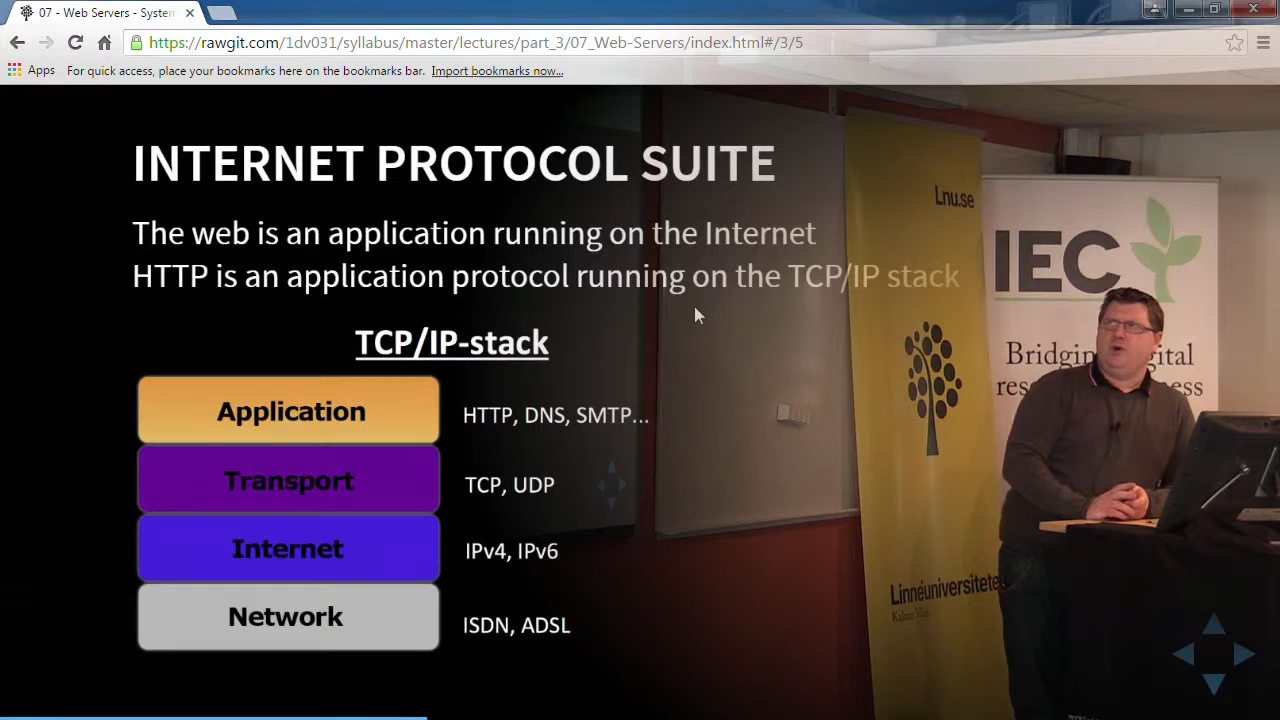 07 - Web Servers - System
https://rawgit.com/1dv031/syllabus/master/lectures/part_3/07_Web-Servers/index.html#/3/5
Apps For quick access, place your bookmarks here on the bookmarks bar. Import bookmarks now...
INTERNET PROTOCOL SUITE
The web is an application running on the Internet
HTTP is an application protocol running on the TCP/IP stack
TCP/IP-stack
Application HTTP, DNS, SMTP...
Transport TCP, UDP
Internet IPv4, IPv6
Network ISDN, ADSL
Lnu.se
Linnéuniversitetet
IEC